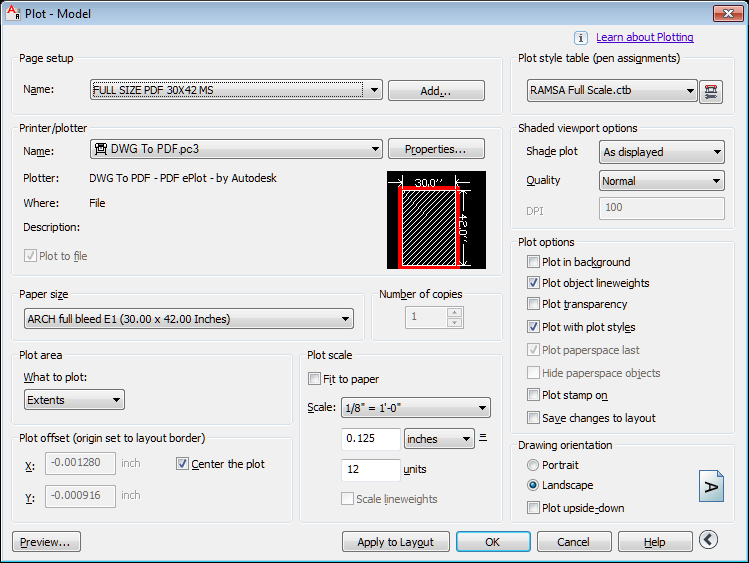 Plot - Model
Learn about Plotting
Page setup
Name:
FULL SIZE PDF 30X42 MS
Add...
Printer/plotter
Name:
DWG To PDF.pc3
Properties...
Plotter:
DWG To PDF - PDF ePlot - by Autodesk
Where:
File
Description:
Plot to file
30.0''
42.0''
Paper size
ARCH full bleed E1 (30.00 x 42.00 Inches)
Number of copies
1
Plot area
What to plot:
Extents
Plot offset (origin set to layout border)
X:
-0.001280
inch
Center the plot
Y:
-0.000916
inch
Plot scale
Fit to paper
Scale:
1/8" = 1'-0"
0.125
inches
=
12
units
Scale lineweights
Plot style table (pen assignments)
RAMSA Full Scale.ctb
Shaded viewport options
Shade plot
As displayed
Quality
Normal
DPI
100
Plot options
Plot in background
Plot object lineweights
Plot transparency
Plot with plot styles
Plot paperspace last
Hide paperspace objects
Plot stamp on
Save changes to layout
Drawing orientation
Portrait
Landscape
Plot upside-down
A
Preview...
Apply to Layout
OK
Cancel
Help